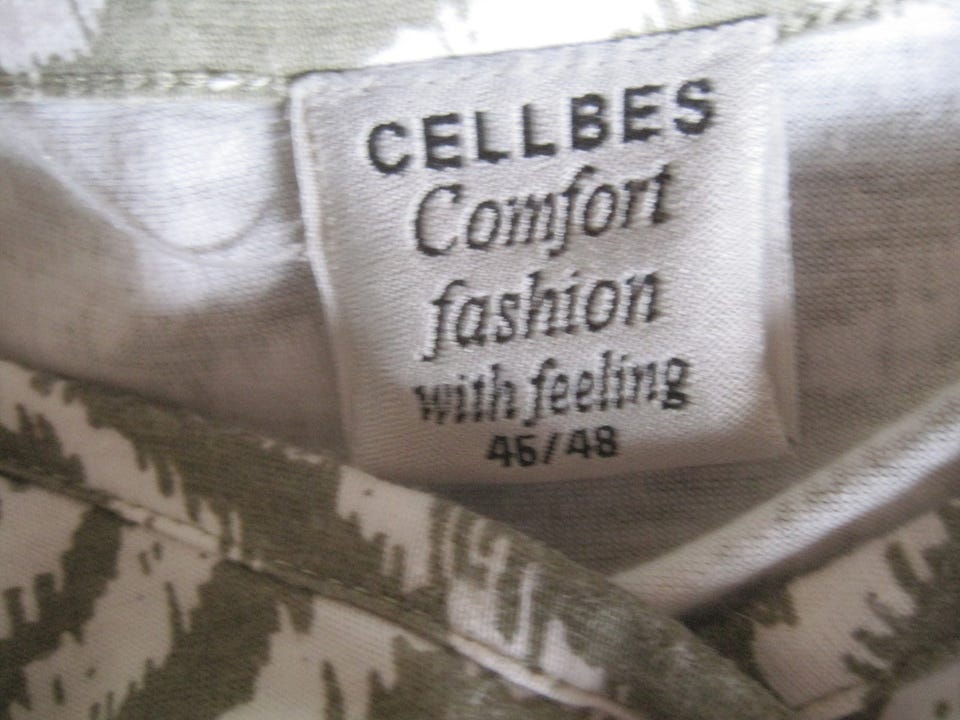 CELLBES
Comfort
fashion
with feeling
46/48